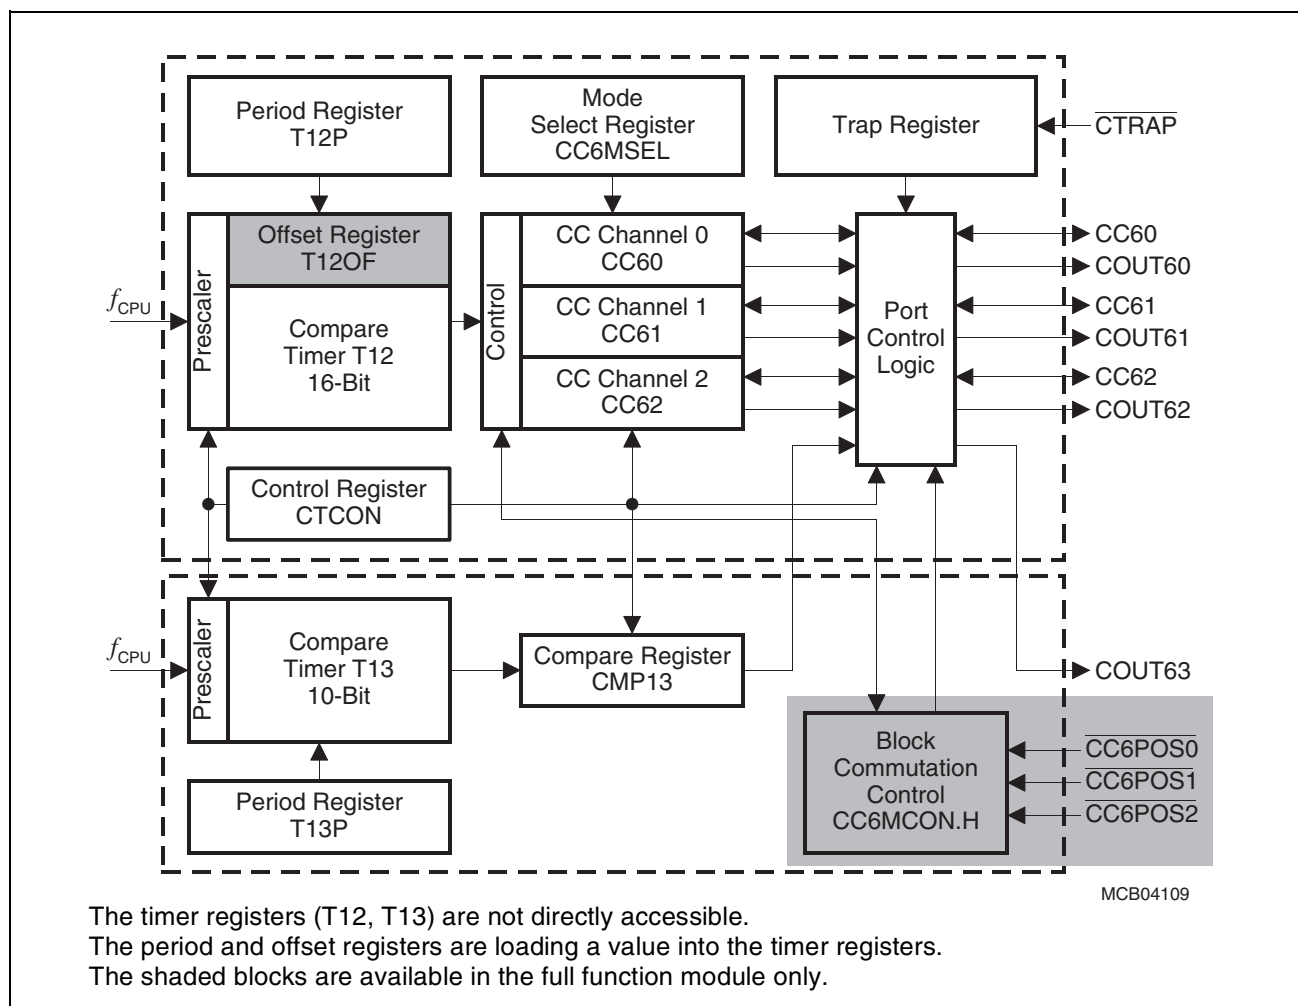 Period Register
T12P
Mode
Select Register
CC6MSEL
Trap Register
CTRAP
Prescaler
Offset Register
T12OF
Compare
Timer T12
16-Bit
fCPU
Control
CC Channel 0
CC60
CC Channel 1
CC61
CC Channel 2
CC62
Port
Control
Logic
CC60
COUT60
CC61
COUT61
CC62
COUT62
Control Register
CTCON
fCPU
Prescaler
Compare
Timer T13
10-Bit
Compare Register
CMP13
COUT63
Period Register
T13P
Block
Commutation
Control
CC6MCON.H
CC6POS0
CC6POS1
CC6POS2
MCB04109
The timer registers (T12, T13) are not directly accessible.
The period and offset registers are loading a value into the timer registers.
The shaded blocks are available in the full function module only.